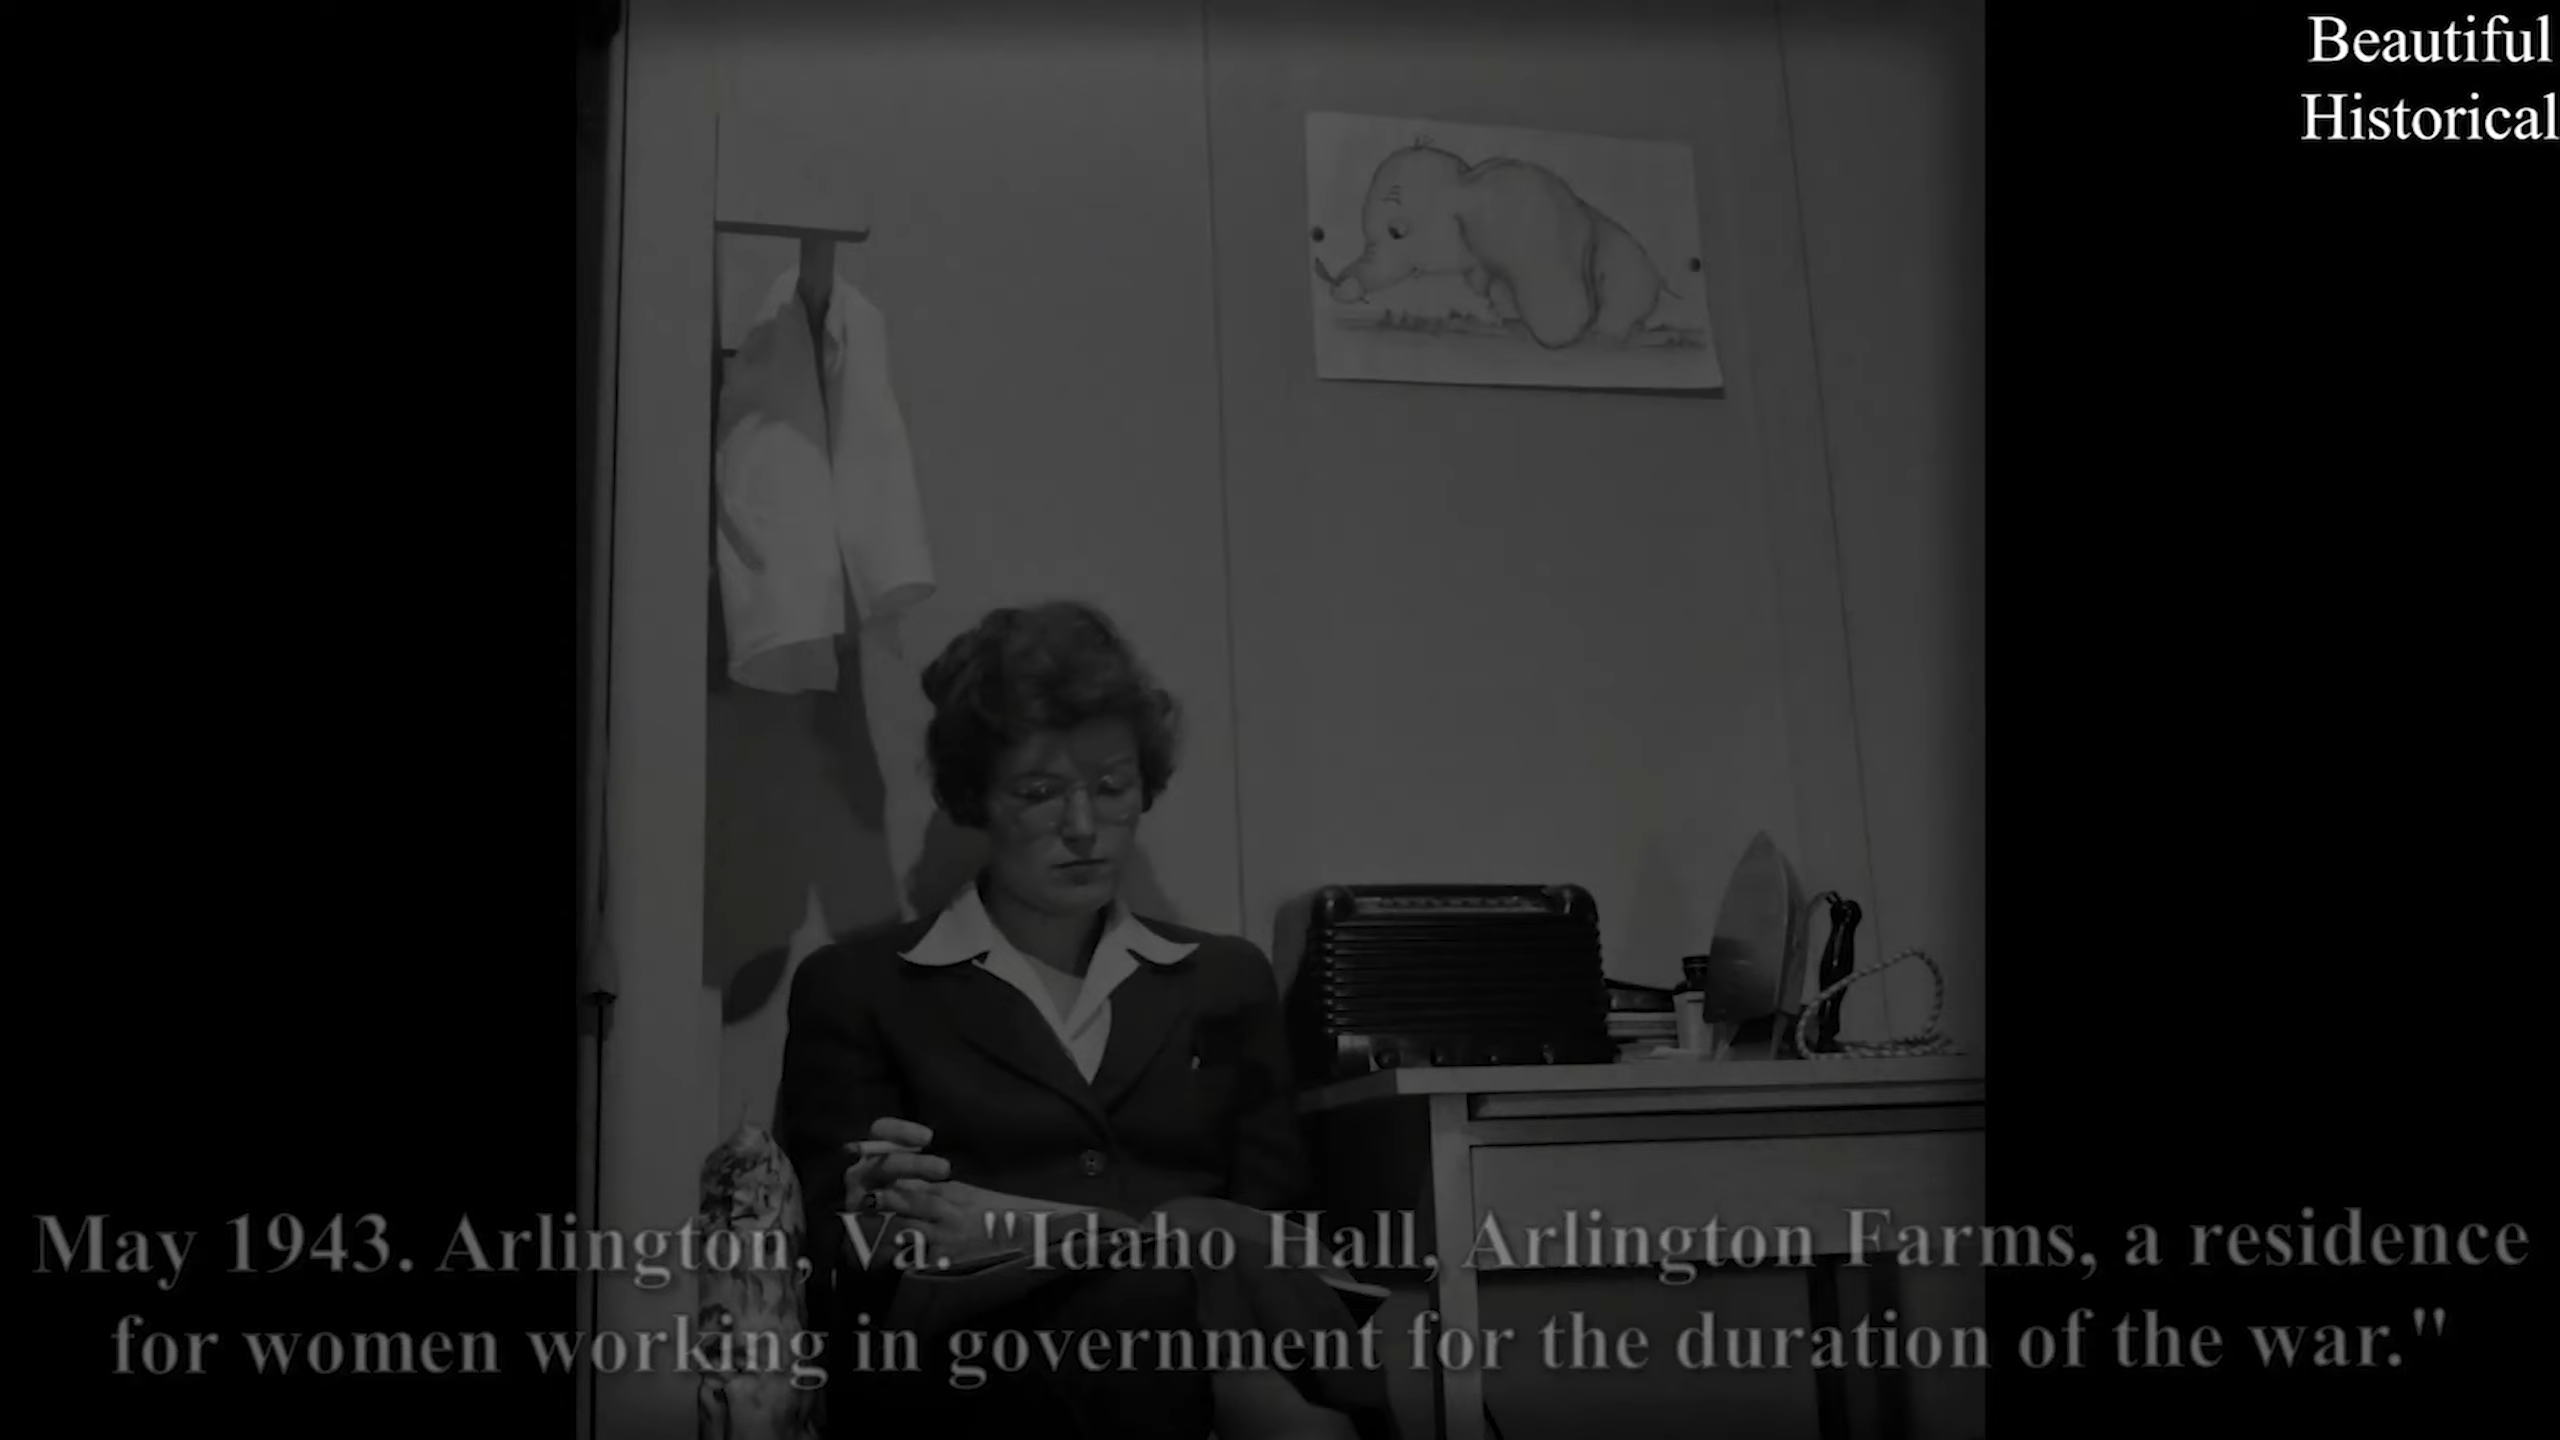 Beautiful
Historical
May 1943. Arlington, Va. "Idaho Hall, Arlington Farms, a residence
for women working in government for the duration of the war."